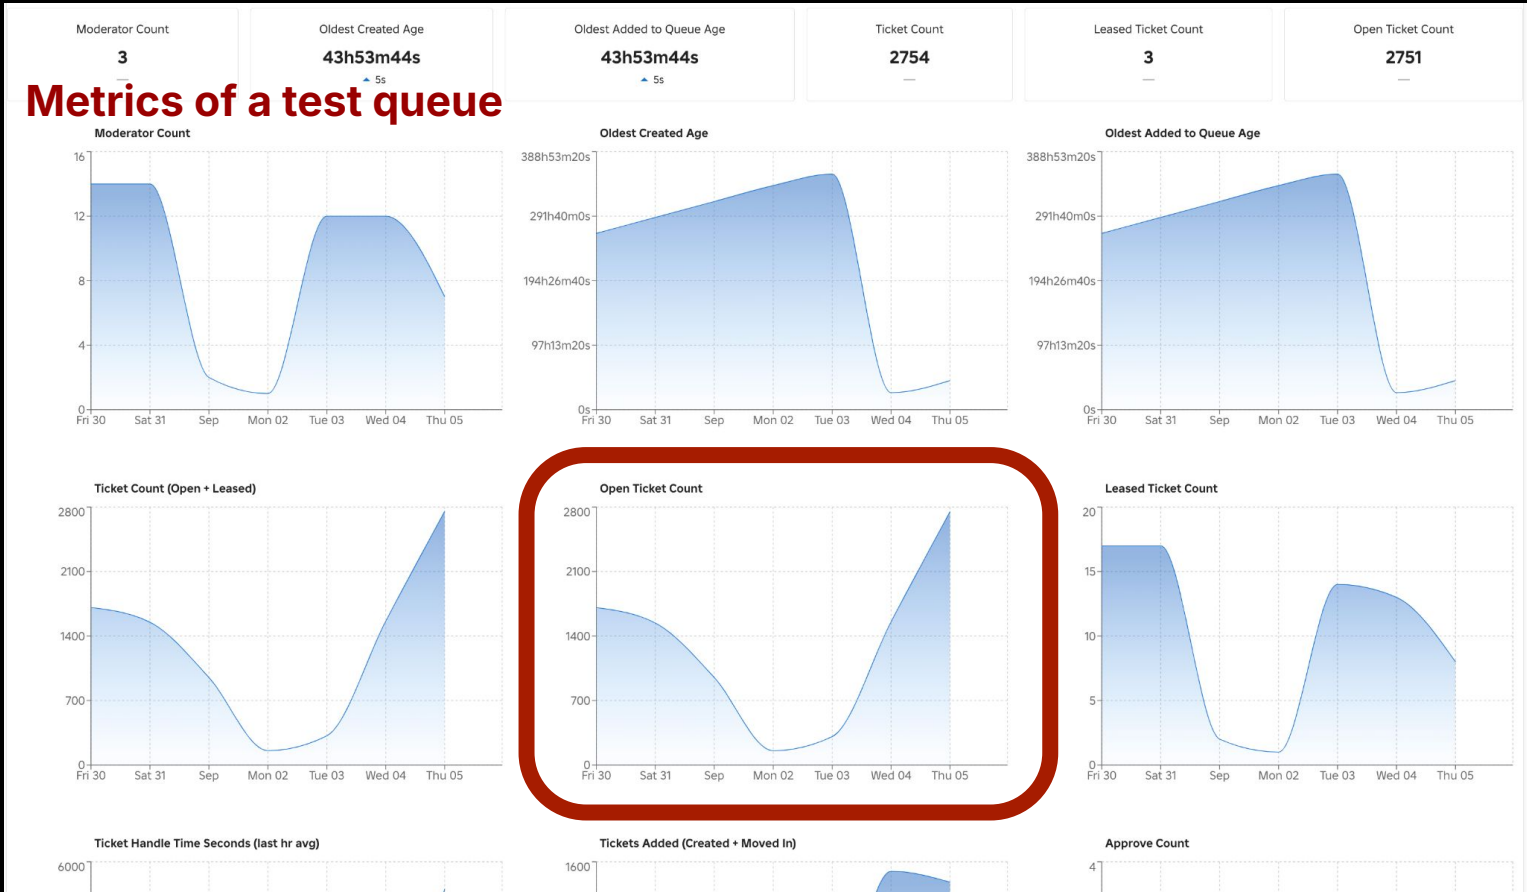 Moderator Count
3
—
Oldest Created Age
43h53m44s
5s
Oldest Added to Queue Age
43h53m44s
5s
Ticket Count
2754
—
Leased Ticket Count
3
—
Open Ticket Count
2751
—
Metrics of a test queue
Moderator Count
16
12
8
4
0
Fri 30 Sat 31 Sep Mon 02 Tue 03 Wed 04 Thu 05
Oldest Created Age
388h53m20s
291h40m0s
194h26m40s
97h13m20s
0s
Fri 30 Sat 31 Sep Mon 02 Tue 03 Wed 04 Thu 05
Oldest Added to Queue Age
388h53m20s
291h40m0s
194h26m40s
97h13m20s
0s
Fri 30 Sat 31 Sep Mon 02 Tue 03 Wed 04 Thu 05
Ticket Count (Open + Leased)
2800
2100
1400
700
0
Fri 30 Sat 31 Sep Mon 02 Tue 03 Wed 04 Thu 05
Open Ticket Count
2800
2100
1400
700
0
Fri 30 Sat 31 Sep Mon 02 Tue 03 Wed 04 Thu 05
Leased Ticket Count
20
15
10
5
0
Fri 30 Sat 31 Sep Mon 02 Tue 03 Wed 04 Thu 05
Ticket Handle Time Seconds (last hr avg)
6000
Tickets Added (Created + Moved In)
1600
Approve Count
4